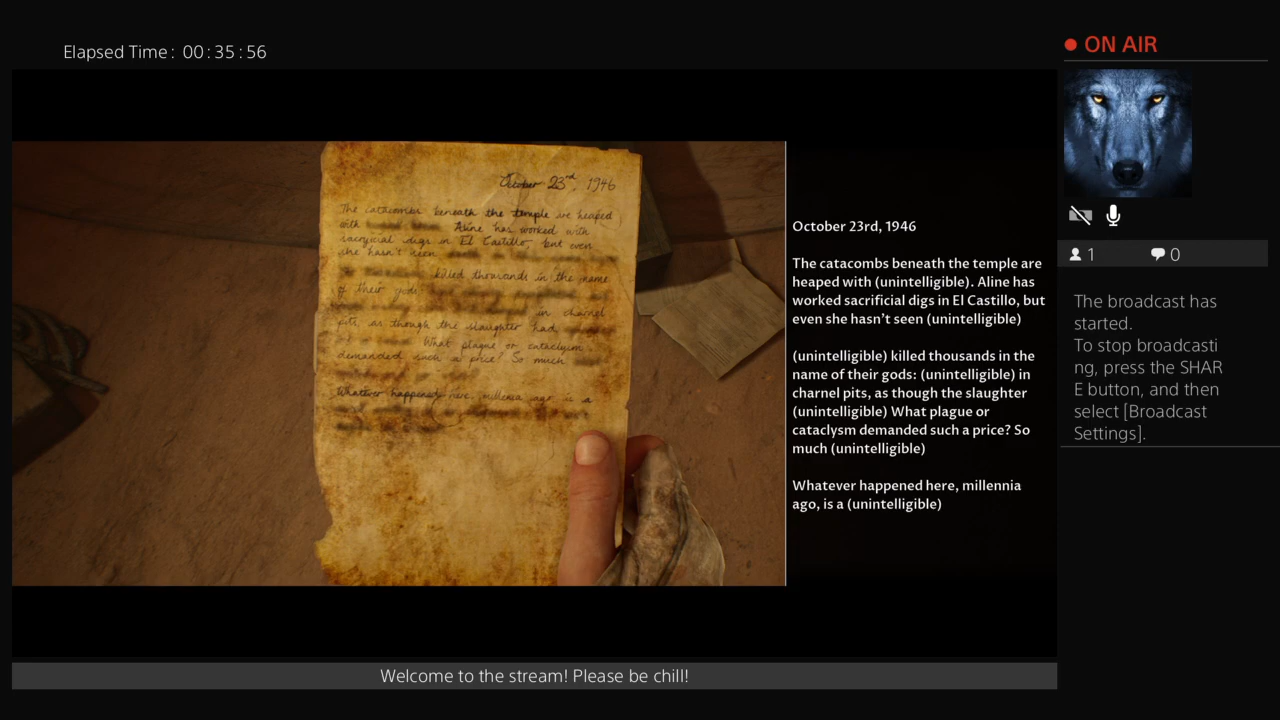 Elapsed Time: 00:35:56
ON AIR
October 23rd, 1946
The catacombs beneath the temple we heaped
with
Aline has worked with
sacrificial digs in El Castillo, but even
she hasn't seen
killed thousands in the name
of their gods:
in charnel
pits, as though the slaughter had
What plague or cataclysm
demanded such a price? So much
Whatever happened here, millenia ago is a
October 23rd, 1946
The catacombs beneath the temple are
heaped with (unintelligible). Aline has
worked sacrificial digs in El Castillo, but
even she hasn't seen (unintelligible)
(unintelligible) killed thousands in the
name of their gods: (unintelligible) in
charnel pits, as though the slaughter
(unintelligible) What plague or
cataclysm demanded such a price? So
much (unintelligible)
Whatever happened here, millennia
ago, is a (unintelligible)
1
0
The broadcast has
started.
To stop broadcasti
ng, press the SHAR
E button, and then
select [Broadcast
Settings].
Welcome to the stream! Please be chill!